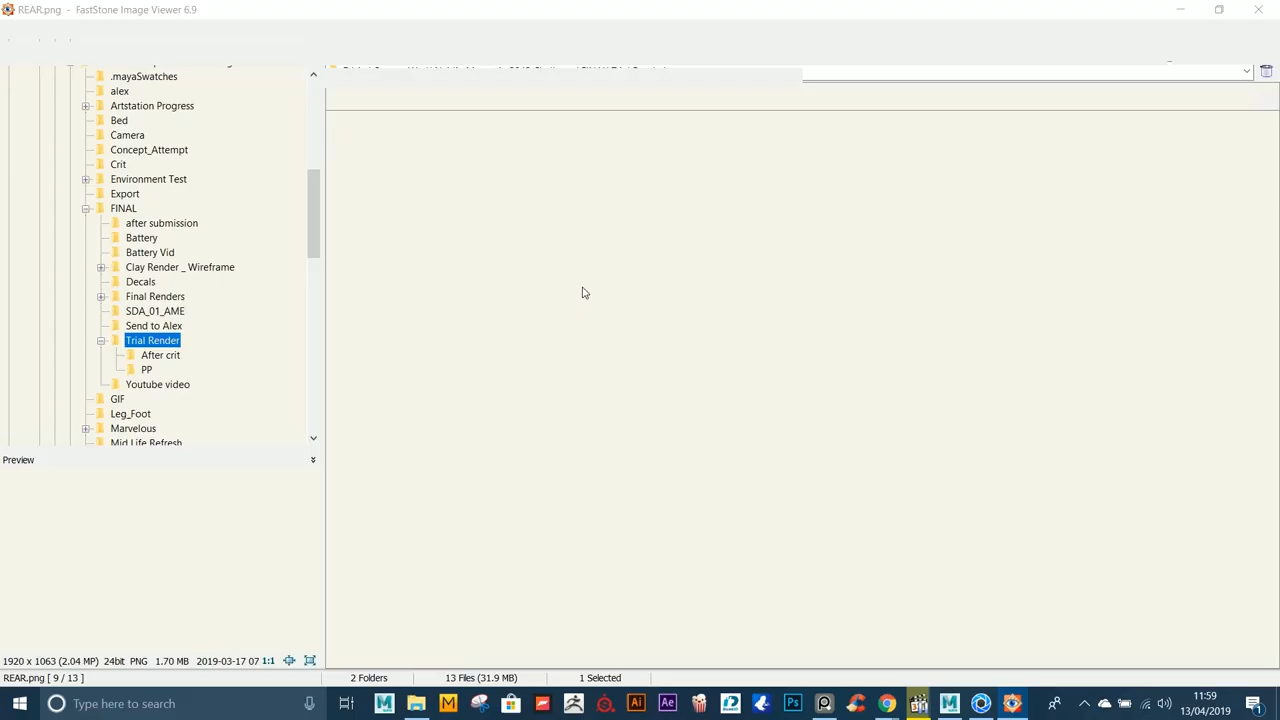 REAR.png - FastStone Image Viewer 6.9
.mayaSwatches
alex
Artstation Progress
Bed
Camera
Concept_Attempt
Crit
Environment Test
Export
FINAL
after submission
Battery
Battery Vid
Clay Render _ Wireframe
Decals
Final Renders
SDA_01_AME
Send to Alex
Trial Render
After crit
PP
Youtube video
GIF
Leg_Foot
Marvelous
Mid Life Refresh
Preview
1920 x 1063 (2.04 MP) 24bit PNG 1.70 MB 2019-03-17 07 1:1
REAR.png [ 9 / 13 ] 2 Folders 13 Files (31.9 MB) 1 Selected
Type here to search
11:59
13/04/2019